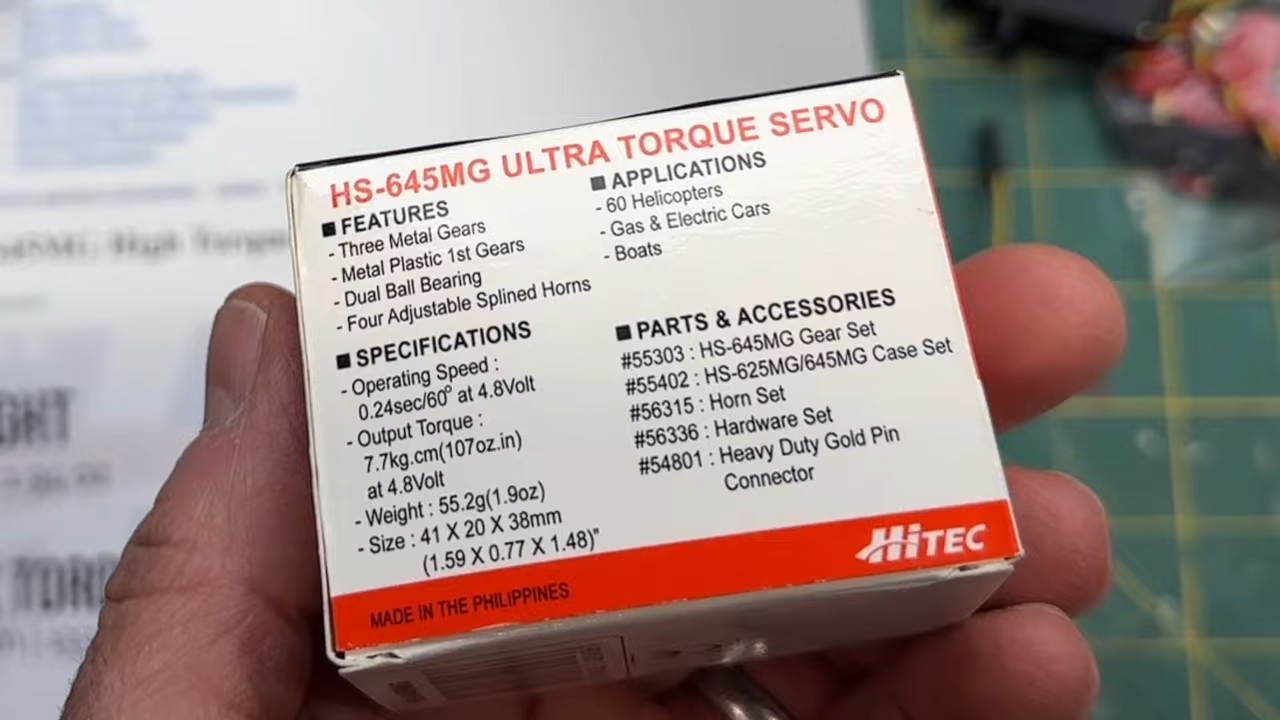 HS-645MG ULTRA TORQUE SERVO
■ FEATURES
- Three Metal Gears
- Metal Plastic 1st Gears
- Dual Ball Bearing
- Four Adjustable Splined Horns
■ SPECIFICATIONS
- Operating Speed :
0.24sec/60° at 4.8Volt
- Output Torque :
7.7kg.cm(107oz.in)
at 4.8Volt
- Weight : 55.2g(1.9oz)
- Size : 41 X 20 X 38mm
(1.59 X 0.77 X 1.48)"
■ APPLICATIONS
- 60 Helicopters
- Gas & Electric Cars
- Boats
■ PARTS & ACCESSORIES
#55303 : HS-645MG Gear Set
#55402 : HS-625MG/645MG Case Set
#56315 : Horn Set
#56336 : Hardware Set
#54801 : Heavy Duty Gold Pin
Connector
HiTEC
MADE IN THE PHILIPPINES